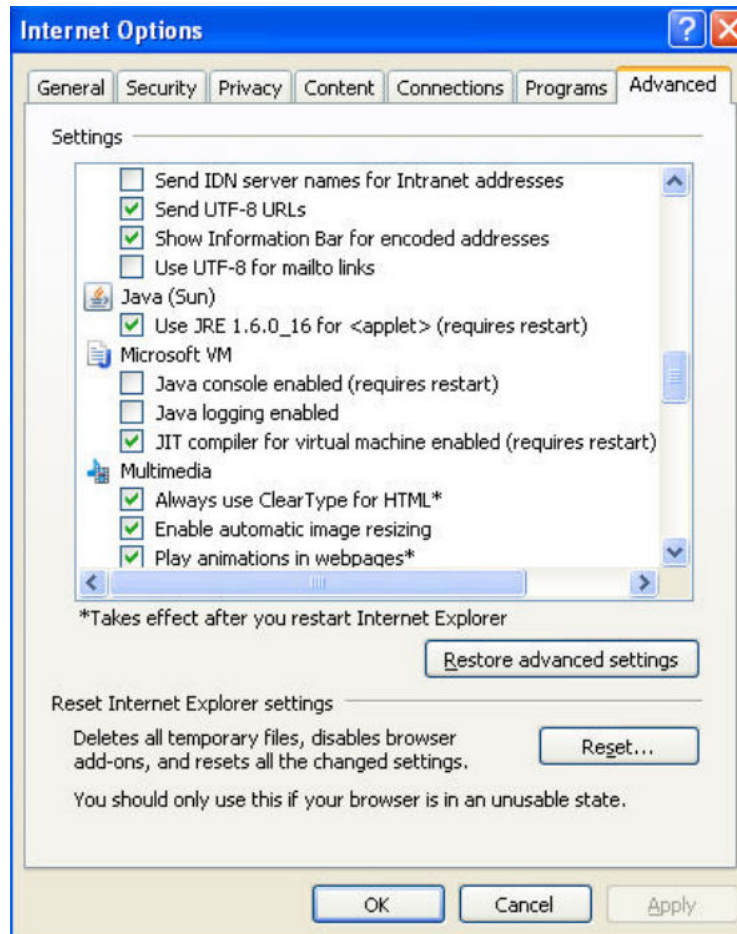 Internet Options
General Security Privacy Content Connections Programs Advanced
Settings
Send IDN server names for Intranet addresses
Send UTF-8 URLs
Show Information Bar for encoded addresses
Use UTF-8 for mailto links
Java (Sun)
Use JRE 1.6.0_16 for <applet> (requires restart)
Microsoft VM
Java console enabled (requires restart)
Java logging enabled
JIT compiler for virtual machine enabled (requires restart)
Multimedia
Always use ClearType for HTML*
Enable automatic image resizing
Play animations in webpages*
*Takes effect after you restart Internet Explorer
Restore advanced settings
Reset Internet Explorer settings
Deletes all temporary files, disables browser
add-ons, and resets all the changed settings.
Reset...
You should only use this if your browser is in an unusable state.
OK Cancel Apply